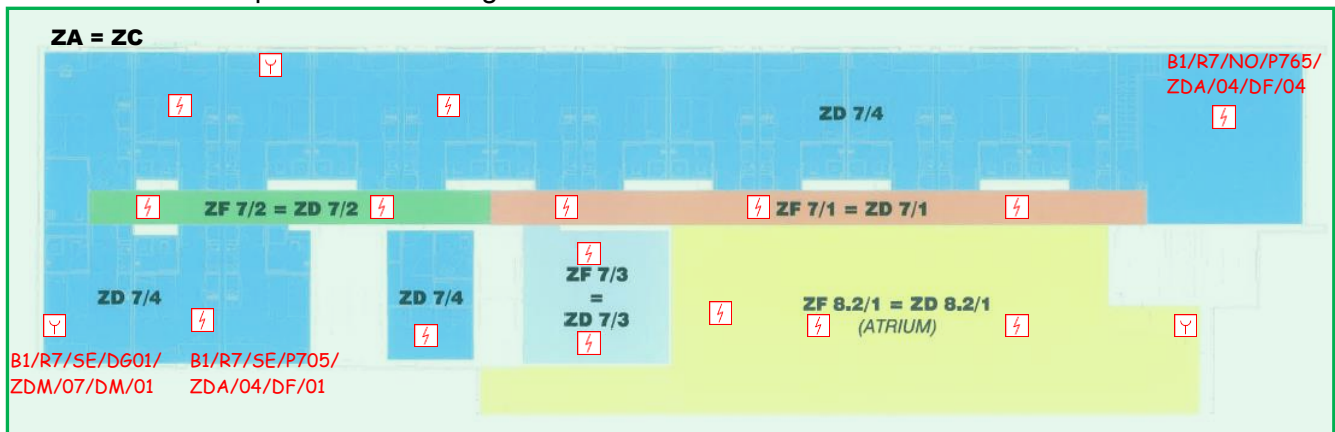 ZA = ZC
B1/R7/NO/P765/
ZDA/04/DF/04
ZD 7/4
ZF 7/2 = ZD 7/2
ZF 7/1 = ZD 7/1
ZD 7/4
ZD 7/4
ZF 7/3
=
ZD 7/3
ZF 8.2/1 = ZD 8.2/1
(ATRIUM)
B1/R7/SE/DG01/
ZDM/07/DM/01
B1/R7/SE/P705/
ZDA/04/DF/01